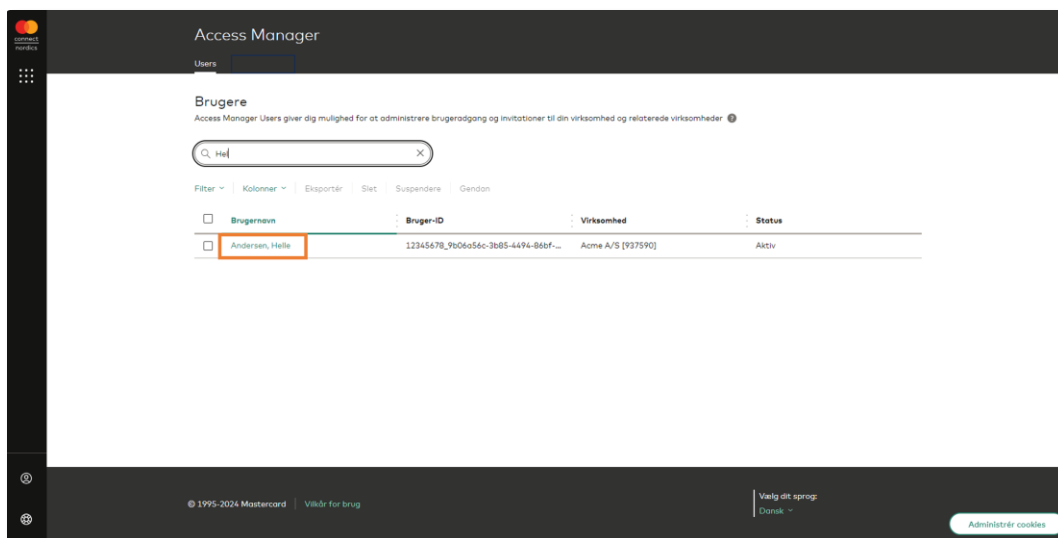 connect
nordics
Access Manager
Users
Brugere
Access Manager Users giver dig mulighed for at administrere brugeradgang og invitationer til din virksomhed og relaterede virksomheder ?
Hel
Filter Kolonner Eksportér Slet Suspendere Gendan
Brugernavn Bruger-ID Virksomhed Status
Andersen, Helle 12345678_9b06a56c-3b85-4494-86bf-... Acme A/S [937590] Aktiv
© 1995-2024 Mastercard Vilkår for brug
Vælg dit sprog:
Dansk
Administrér cookies